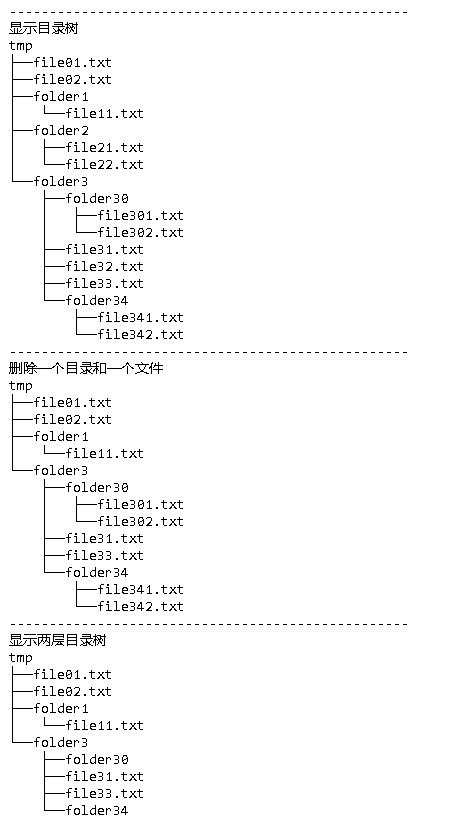 --------------------------------------------------
显示目录树
tmp
├──file01.txt
├──file02.txt
├──folder1
│   └──file11.txt
├──folder2
│   ├──file21.txt
│   └──file22.txt
└──folder3
    ├──folder30
    │   ├──file301.txt
    │   └──file302.txt
    ├──file31.txt
    ├──file32.txt
    ├──file33.txt
    └──folder34
        ├──file341.txt
        └──file342.txt
--------------------------------------------------
删除一个目录和一个文件
tmp
├──file01.txt
├──file02.txt
├──folder1
│   └──file11.txt
└──folder3
    ├──folder30
    │   ├──file301.txt
    │   └──file302.txt
    ├──file31.txt
    ├──file33.txt
    └──folder34
        ├──file341.txt
        └──file342.txt
--------------------------------------------------
显示两层目录树
tmp
├──file01.txt
├──file02.txt
├──folder1
│   └──file11.txt
└──folder3
    ├──folder30
    ├──file31.txt
    ├──file33.txt
    └──folder34